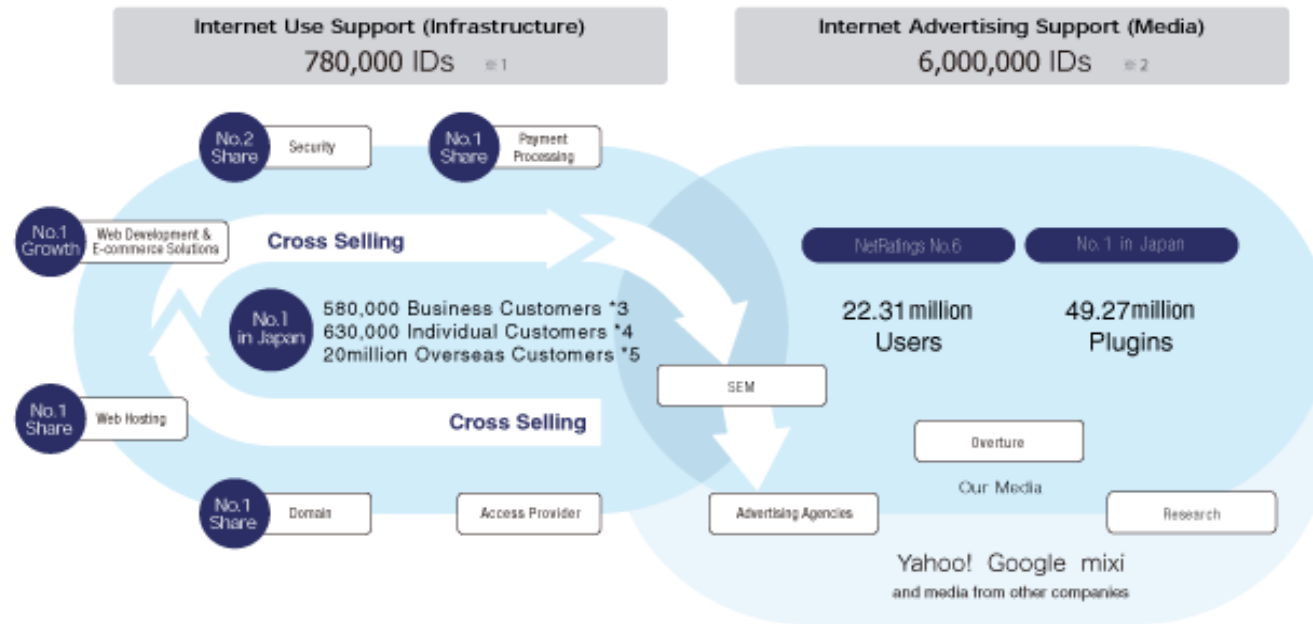 Internet Use Support (Infrastructure)
780,000 IDs ※1
Internet Advertising Support (Media)
6,000,000 IDs ※2
No.2
Share
Security
No.1
Share
Payment
Processing
No.1
Growth
Web Development &
E-commerce Solutions
Cross Selling
NetRatings No.6
No.1 in Japan
No.1
in Japan
580,000 Business Customers *3
630,000 Individual Customers *4
20million Overseas Customers *5
22.31million
Users
49.27million
Plugins
SEM
No.1
Share
Web Hosting
Cross Selling
Overture
Our Media
No.1
Share
Domain
Access Provider
Advertising Agencies
Research
Yahoo! Google mixi
and media from other companies